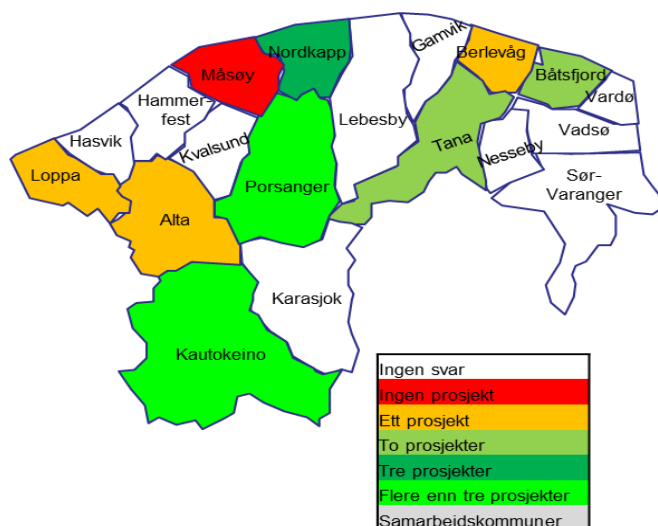 Gamvik
Nordkapp
Berlevåg
Måsøy
Båtsfjord
Hammer-
fest
Vardø
Lebesby
Hasvik
Kvalsund
Tana
Nesseby
Vadsø
Loppa
Porsanger
Sør-
Varanger
Alta
Karasjok
Kautokeino
Ingen svar
Ingen prosjekt
Ett prosjekt
To prosjekter
Tre prosjekter
Flere enn tre prosjekter
Samarbeidskommuner